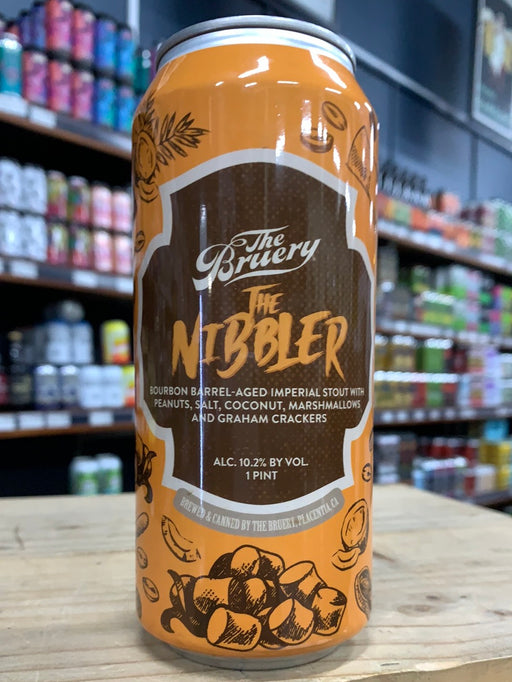 The
Bruery
THE
NIBBLER
BOURBON BARREL-AGED IMPERIAL STOUT WITH
PEANUTS, SALT, COCONUT, MARSHMALLOWS
AND GRAHAM CRACKERS
ALC. 10.2% BY VOL.
1 PINT
BREWED & CANNED BY THE BRUERY, PLACENTIA, CA